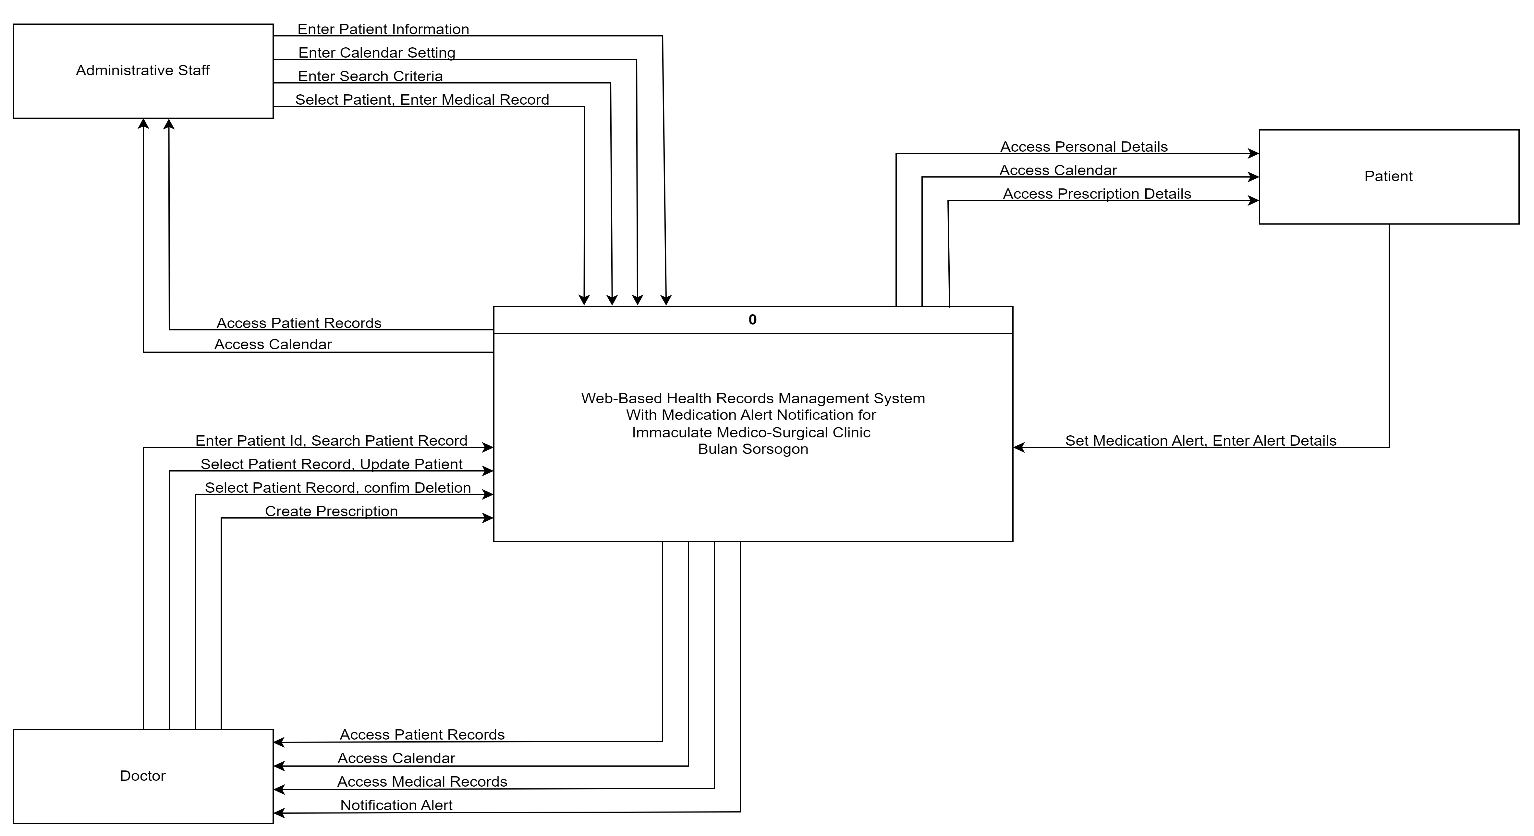 Enter Patient Information
Enter Calendar Setting
Administrative Staff
Enter Search Criteria
Select Patient, Enter Medical Record
Access Personal Details
Access Calendar
Patient
Access Prescription Details
0
Access Patient Records
Access Calendar
Web-Based Health Records Management System
With Medication Alert Notification for
Immaculate Medico-Surgical Clinic
Bulan Sorsogon
Enter Patient Id, Search Patient Record
Set Medication Alert, Enter Alert Details
Select Patient Record, Update Patient
Select Patient Record, confim Deletion
Create Prescription
Access Patient Records
Access Calendar
Doctor
Access Medical Records
Notification Alert